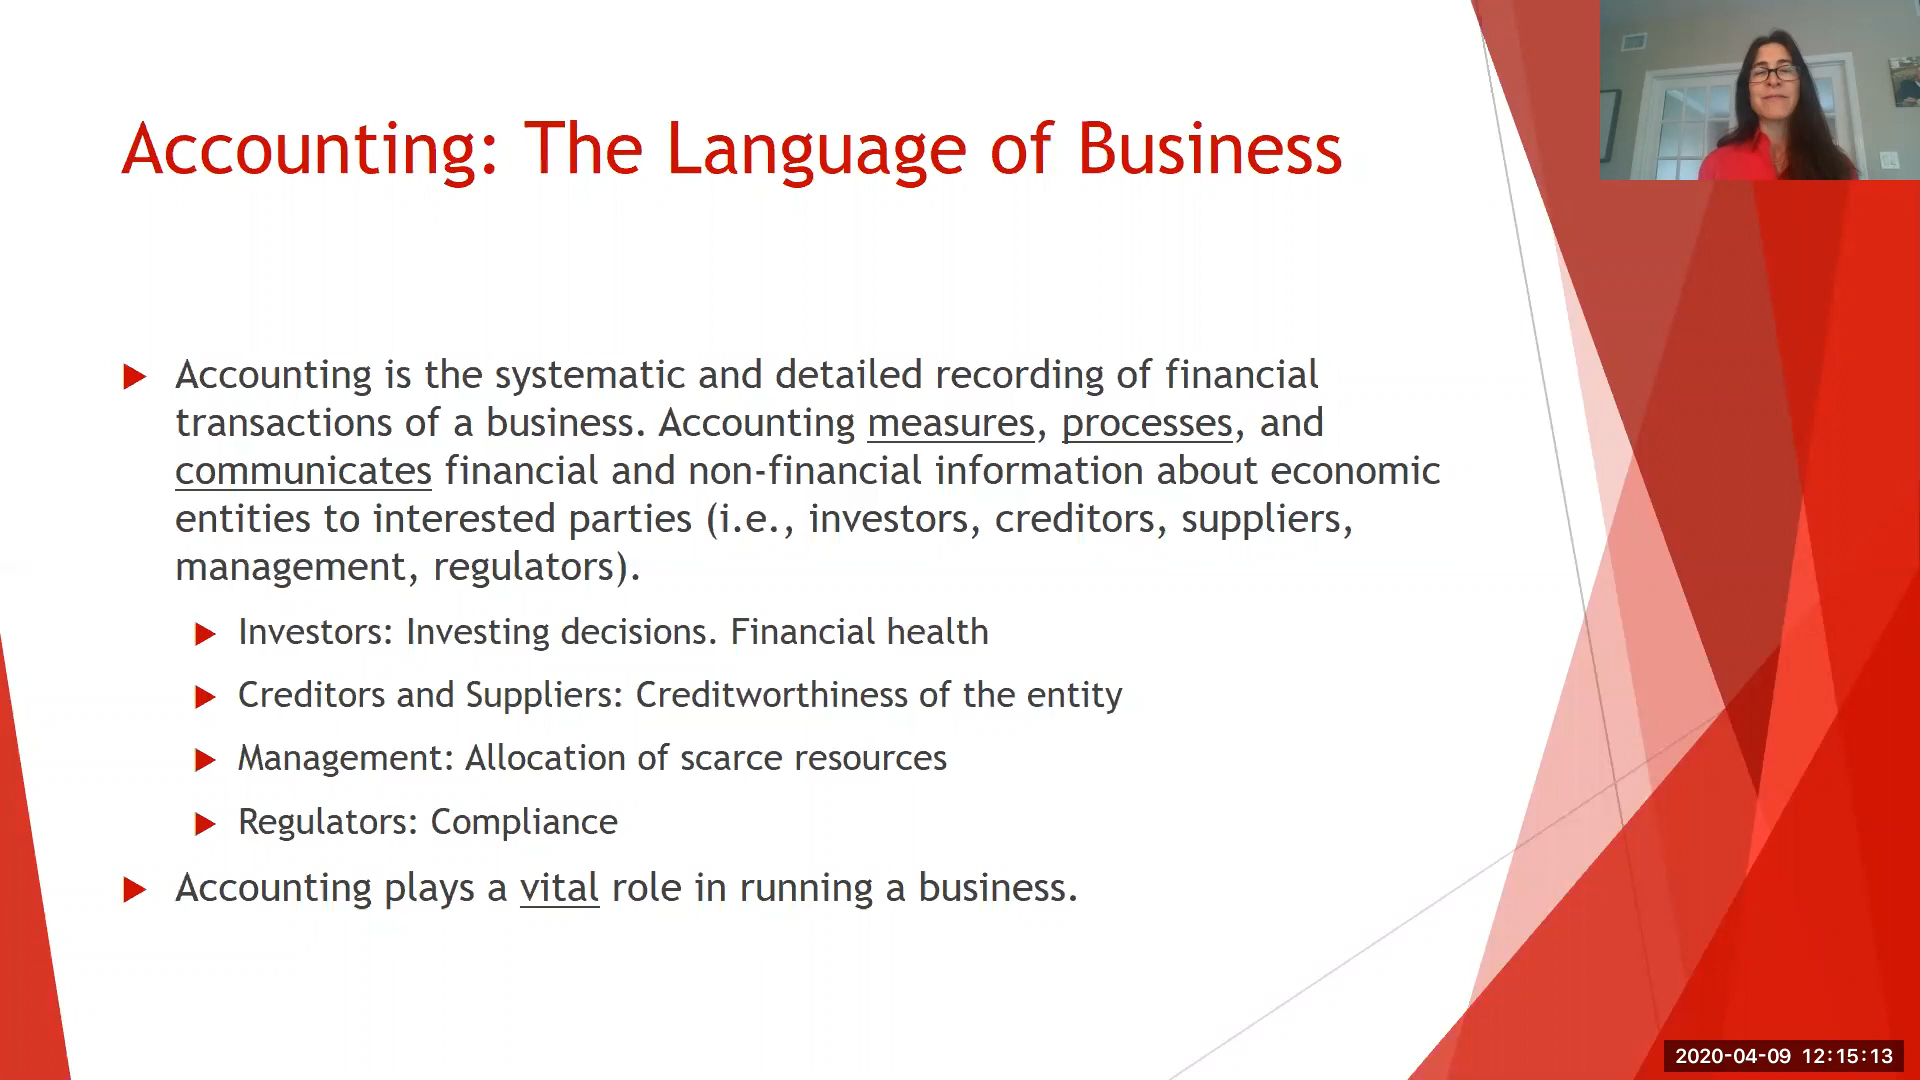 Accounting: The Language of Business
Accounting is the systematic and detailed recording of financial
transactions of a business. Accounting measures, processes, and
communicates financial and non-financial information about economic
entities to interested parties (i.e., investors, creditors, suppliers,
management, regulators).
Investors: Investing decisions. Financial health
Creditors and Suppliers: Creditworthiness of the entity
Management: Allocation of scarce resources
Regulators: Compliance
Accounting plays a vital role in running a business.
2020-04-09 12:15:13